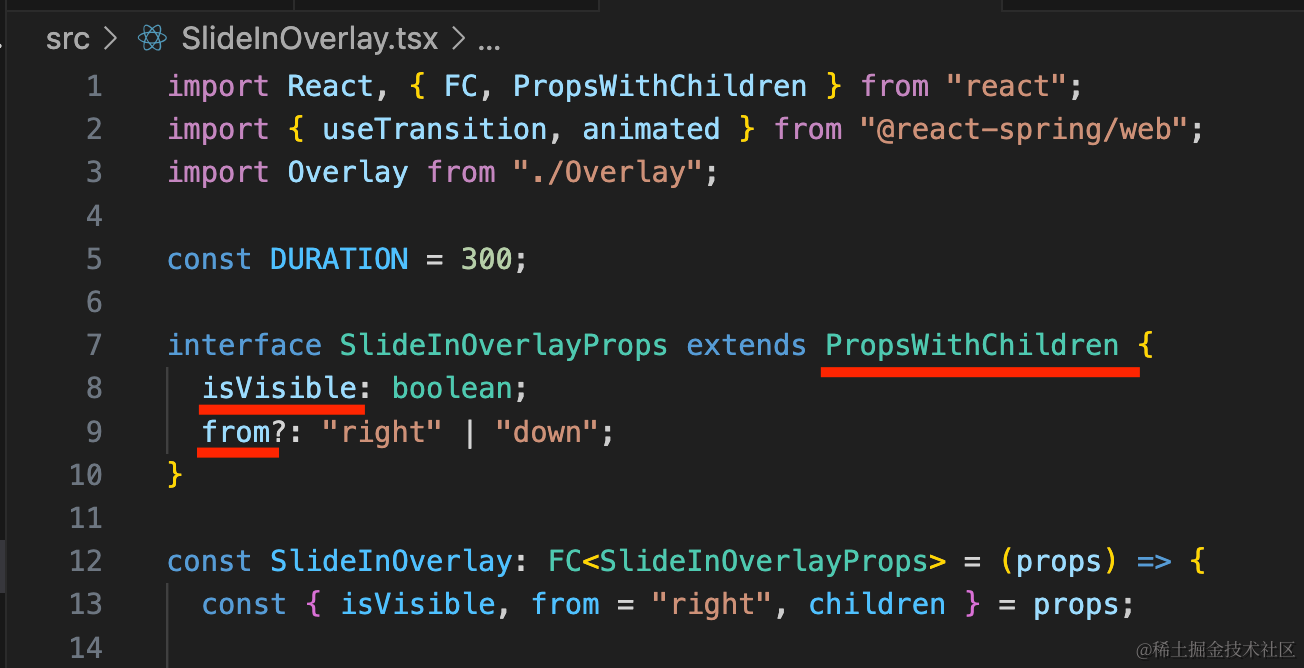 src > SlideInOverlay.tsx > ...
1 import React, { FC, PropsWithChildren } from "react";
2 import { useTransition, animated } from "@react-spring/web";
3 import Overlay from "./Overlay";
4
5 const DURATION = 300;
6
7 interface SlideInOverlayProps extends PropsWithChildren {
8 isVisible: boolean;
9 from?: "right" | "down";
10 }
11
12 const SlideInOverlay: FC<SlideInOverlayProps> = (props) => {
13 const { isVisible, from = "right", children } = props;
14
@稀土掘金技术社区